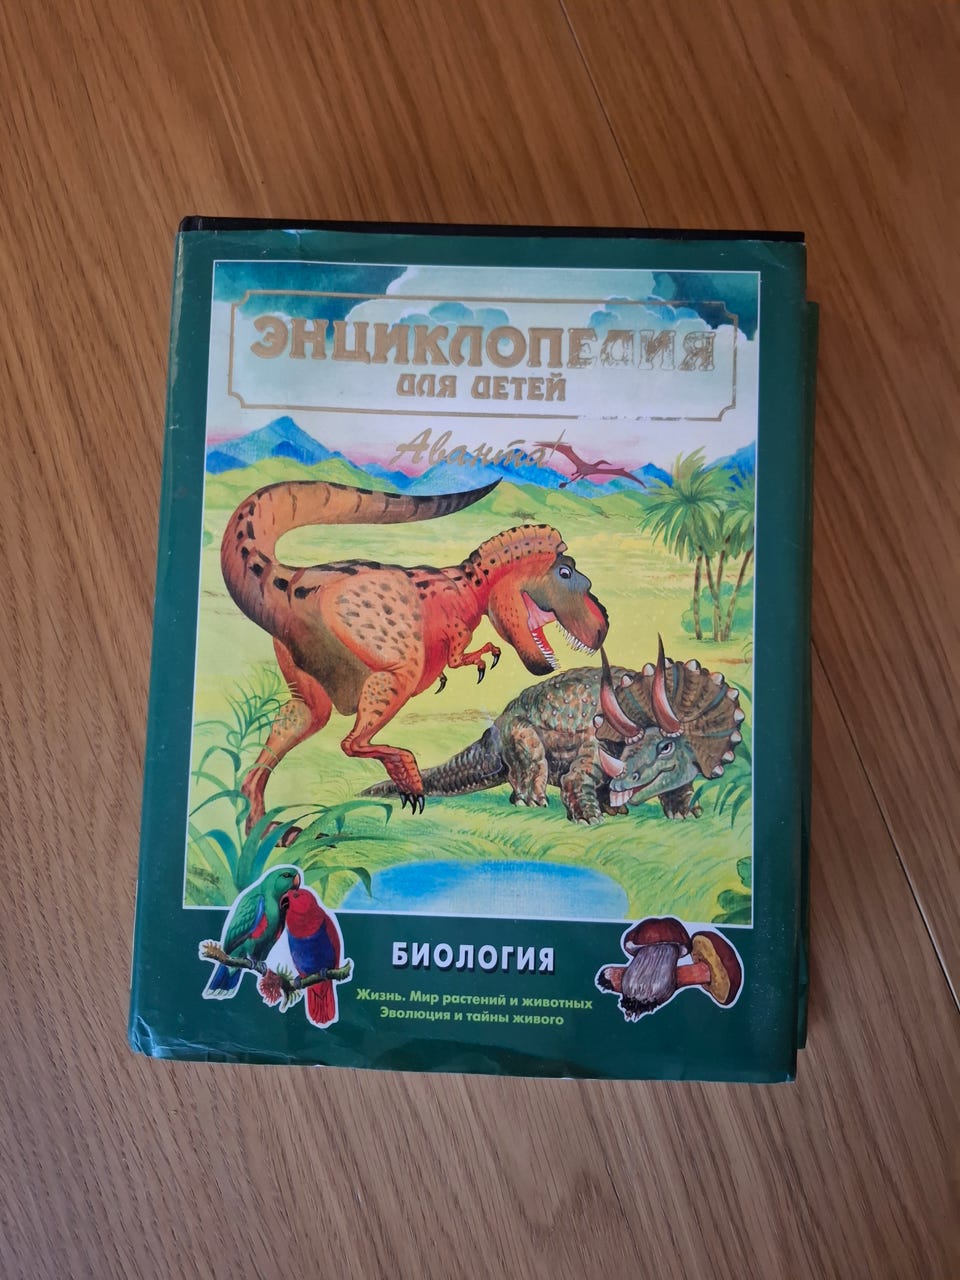 ЭНЦИКЛОПЕДИЯ
ДЛЯ ДЕТЕЙ
Аванта+
БИОЛОГИЯ
Жизнь. Мир растений и животных
Эволюция и тайны живого